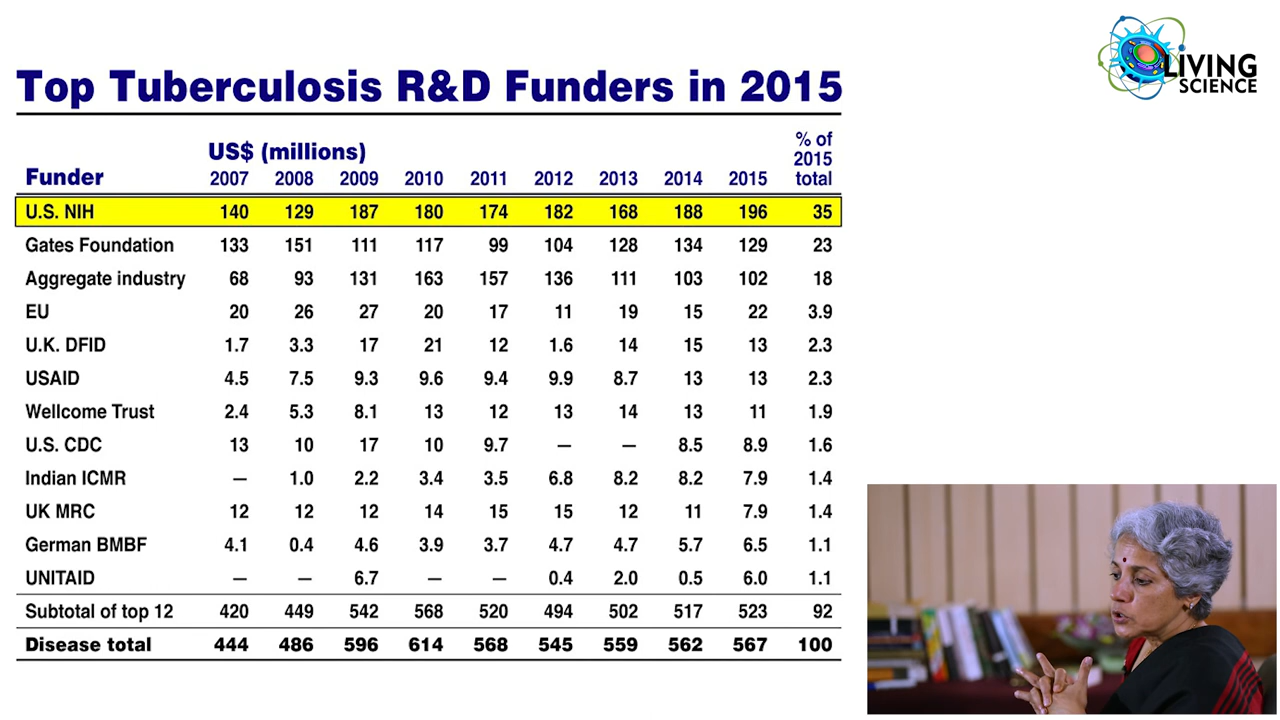 LIVING
SCIENCE
Top Tuberculosis R&D Funders in 2015
US$ (millions)
% of
2015
total
Funder 2007 2008 2009 2010 2011 2012 2013 2014 2015
U.S. NIH 140 129 187 180 174 182 168 188 196 35
Gates Foundation 133 151 111 117 99 104 128 134 129 23
Aggregate industry 68 93 131 163 157 136 111 103 102 18
EU 20 26 27 20 17 11 19 15 22 3.9
U.K. DFID 1.7 3.3 17 21 12 1.6 14 15 13 2.3
USAID 4.5 7.5 9.3 9.6 9.4 9.9 8.7 13 13 2.3
Wellcome Trust 2.4 5.3 8.1 13 12 13 14 13 11 1.9
U.S. CDC 13 10 17 10 9.7 — — 8.5 8.9 1.6
Indian ICMR — 1.0 2.2 3.4 3.5 6.8 8.2 8.2 7.9 1.4
UK MRC 12 12 12 14 15 15 12 11 7.9 1.4
German BMBF 4.1 0.4 4.6 3.9 3.7 4.7 4.7 5.7 6.5 1.1
UNITAID — — 6.7 — — 0.4 2.0 0.5 6.0 1.1
Subtotal of top 12 420 449 542 568 520 494 502 517 523 92
Disease total 444 486 596 614 568 545 559 562 567 100